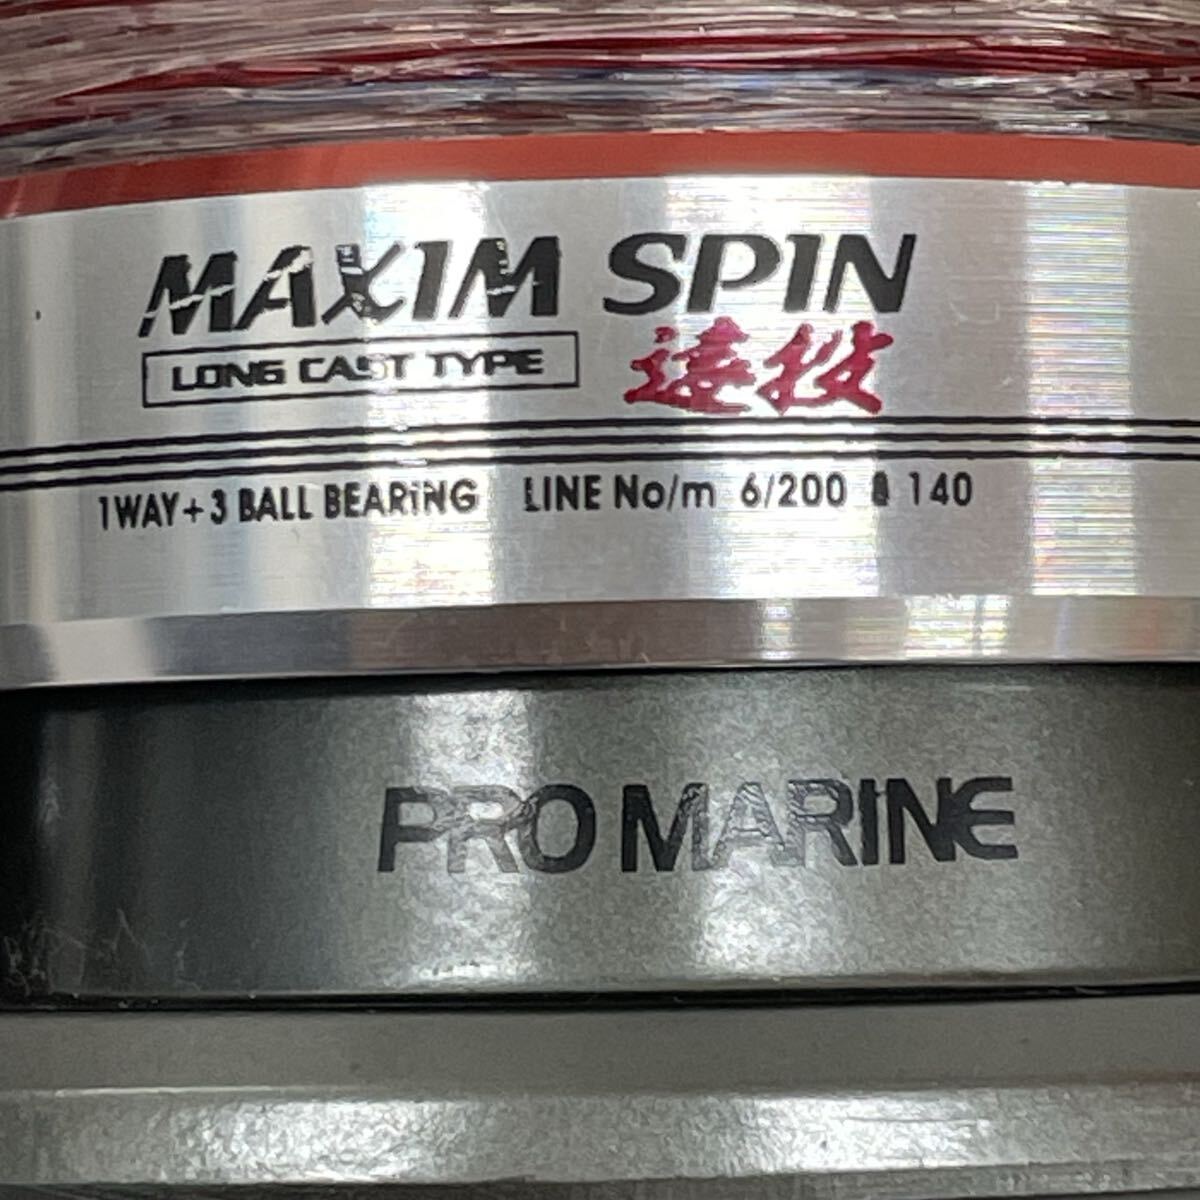 MAXIM SPIN
LONG CAST TYPE 遠投
1WAY+3 BALL BEARiNG LINE No/m 6/200 8 140
PRO MARINE